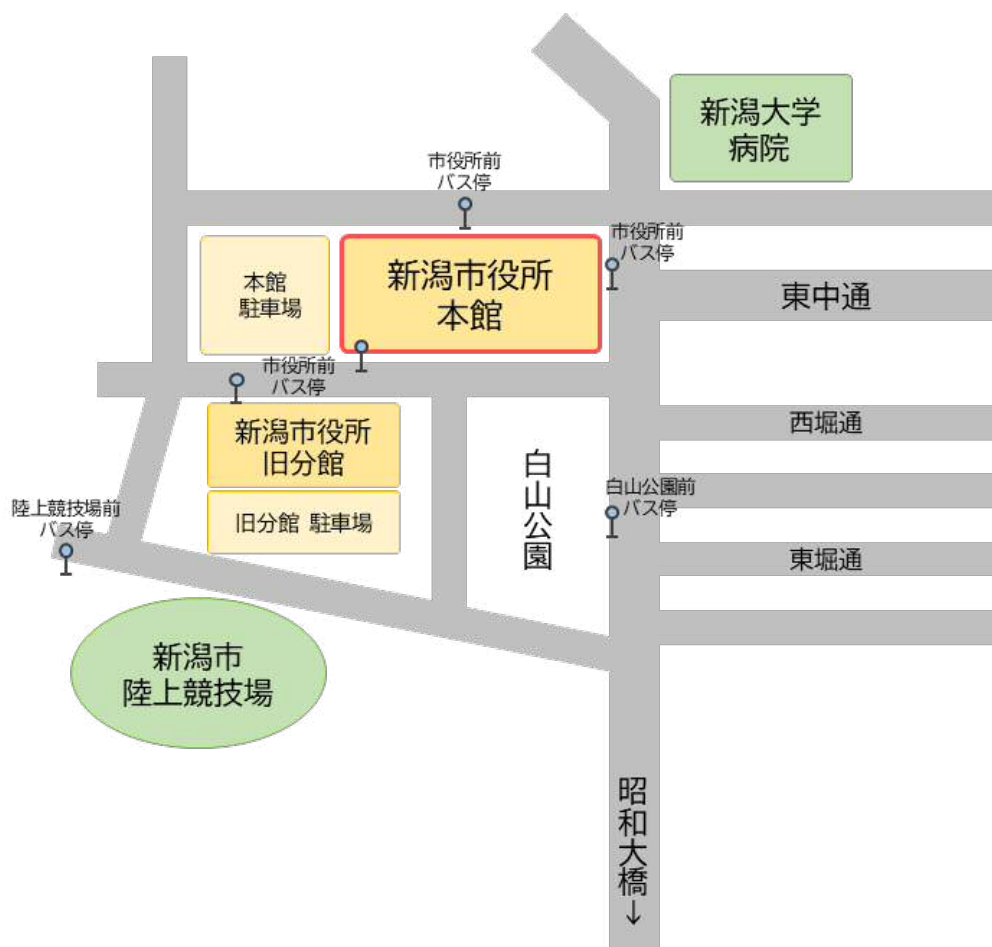 新潟大学
病院
市役所前
バス停
市役所前
バス停
本館
駐車場
新潟市役所
本館
東中通
市役所前
バス停
新潟市役所
旧分館
西堀通
白山公園
白山公園前
バス停
陸上競技場前
バス停
旧分館 駐車場
東堀通
新潟市
陸上競技場
昭和大橋↓